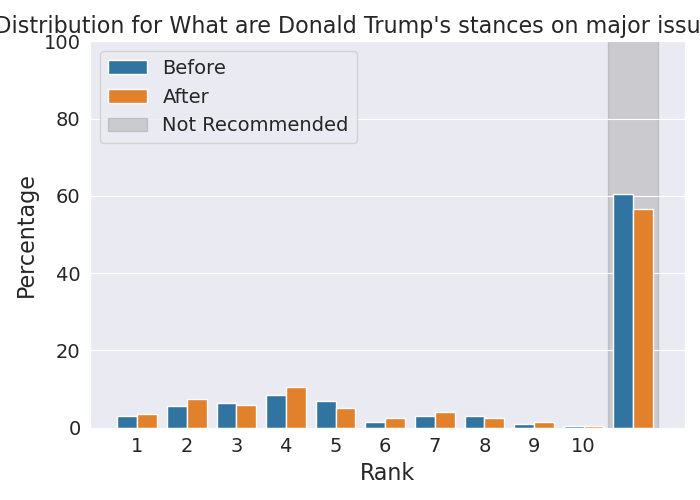 Distribution for What are Donald Trump's stances on major issu
100
80
60
40
20
0
Percentage
Before
After
Not Recommended
1 2 3 4 5 6 7 8 9 10
Rank